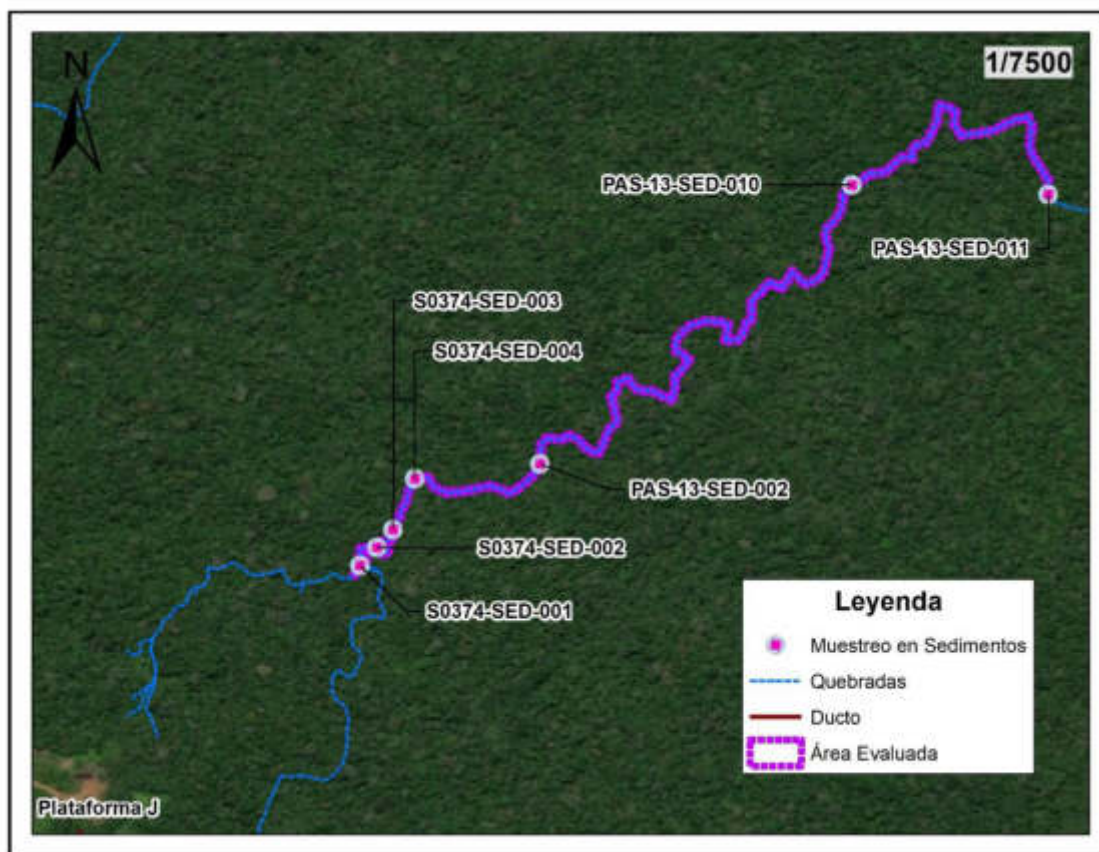 N
1/7500
PAS-13-SED-010
PAS-13-SED-011
S0374-SED-003
S0374-SED-004
PAS-13-SED-002
S0374-SED-002
S0374-SED-001
Leyenda
Muestreo en Sedimentos
Quebradas
Ducto
Área Evaluada
Plataforma J